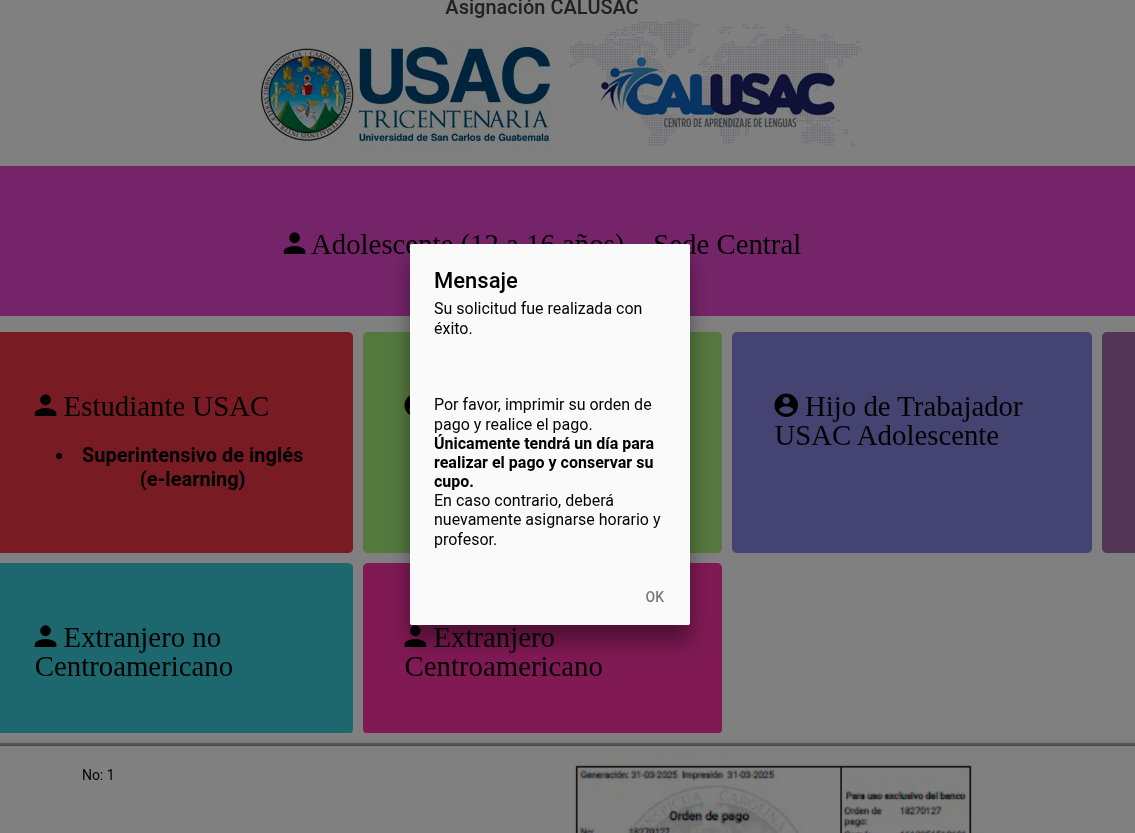 Asignación CALUSAC
USAC
TRICENTENARIA
Universidad de San Carlos de Guatemala
CALUSAC
CENTRO DE APRENDIZAJE DE LENGUAS
Adolescente (12 a 16 años) Sede Central
Mensaje
Su solicitud fue realizada con
éxito.
Por favor, imprimir su orden de
pago y realice el pago.
Únicamente tendrá un día para
realizar el pago y conservar su
cupo.
En caso contrario, deberá
nuevamente asignarse horario y
profesor.
OK
Estudiante USAC
Superintensivo de inglés
(e-learning)
Hijo de Trabajador
USAC Adolescente
Extranjero no
Centroamericano
Extranjero
Centroamericano
No: 1
Generación: 31-03-2025 Impresión 31-03-2025
Para uso exclusivo del banco
Orden de pago
Orden de 18270127
pago:
18270127